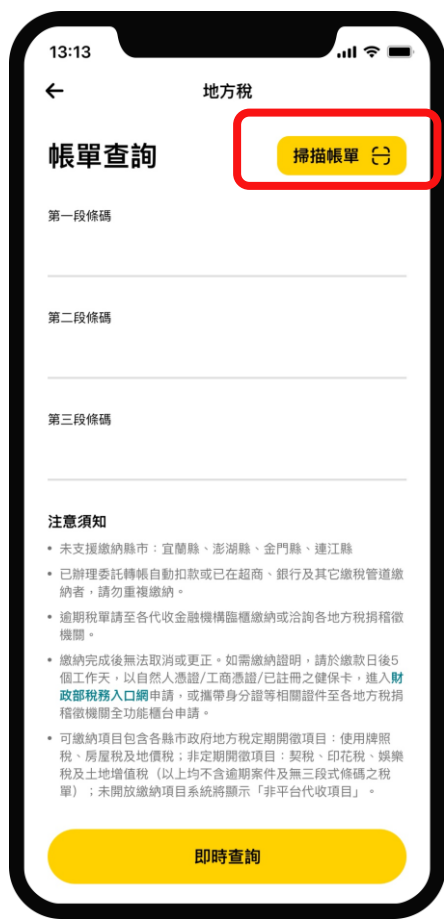 13:13
地方稅
帳單查詢
掃描帳單
第一段條碼
第二段條碼
第三段條碼
注意須知
• 未支援繳納縣市：宜蘭縣、澎湖縣、金門縣、連江縣
• 已辦理委託轉帳自動扣款或已在超商、銀行及其它繳稅管道繳
納者，請勿重複繳納。
• 逾期稅單請至各代收金融機構臨櫃繳納或洽詢各地方稅捐稽徵
機關。
• 繳納完成後無法取消或更正。如需繳納證明，請於繳款日後5
個工作天，以自然人憑證/工商憑證/已註冊之健保卡，進入財
政部稅務入口網申請，或攜帶身分證等相關證件至各地方稅捐
稽徵機關全功能櫃台申請。
• 可繳納項目包含各縣市政府地方稅定期開徵項目：使用牌照
稅、房屋稅及地價稅；非定期開徵項目：契稅、印花稅、娛樂
稅及土地增值稅（以上均不含逾期案件及無三段式條碼之稅
單）；未開放繳納項目系統將顯示「非平台代收項目」。
即時查詢